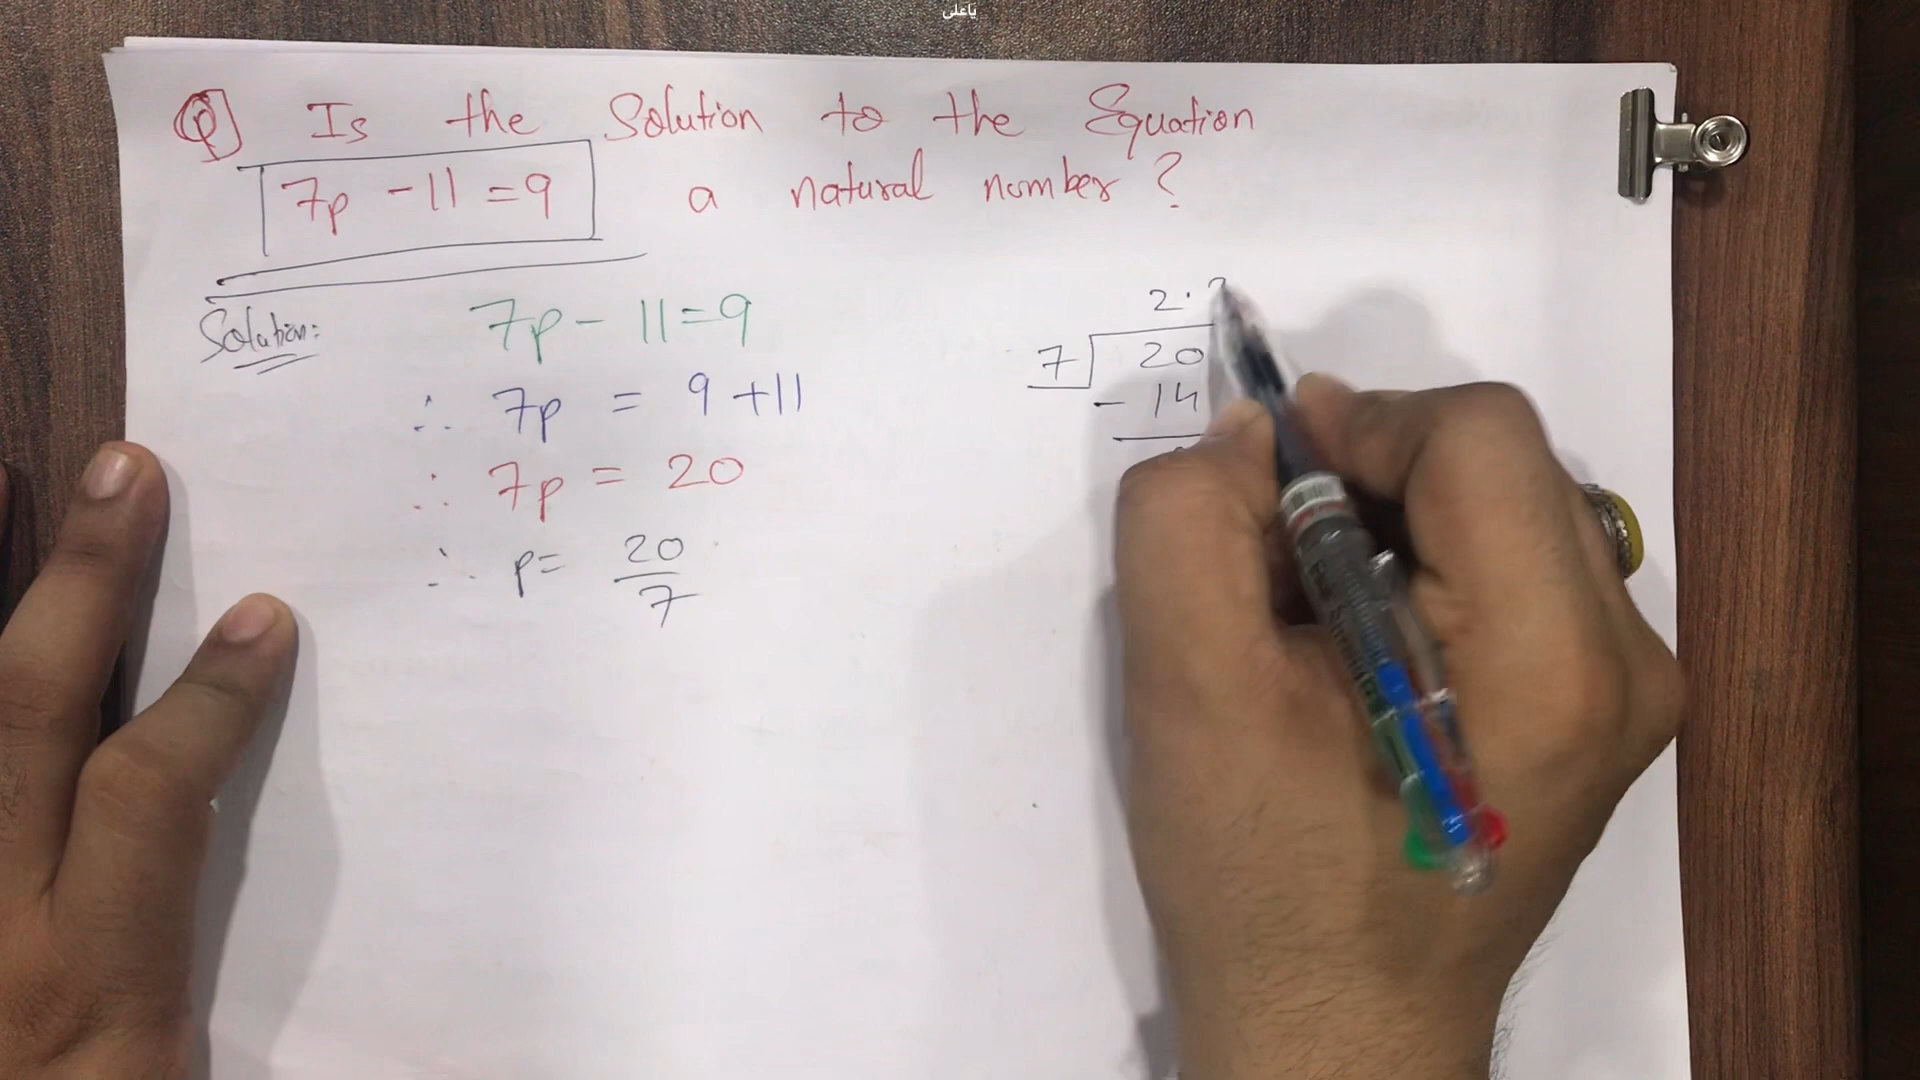 ياعلى
Q] Is the Solution to the Equation
7p - 11 = 9 a natural number ?
Solution:
7p - 11 = 9
∴ 7p = 9 + 11
∴ 7p = 20
∴ p = 20/7
2.
7 20
- 14